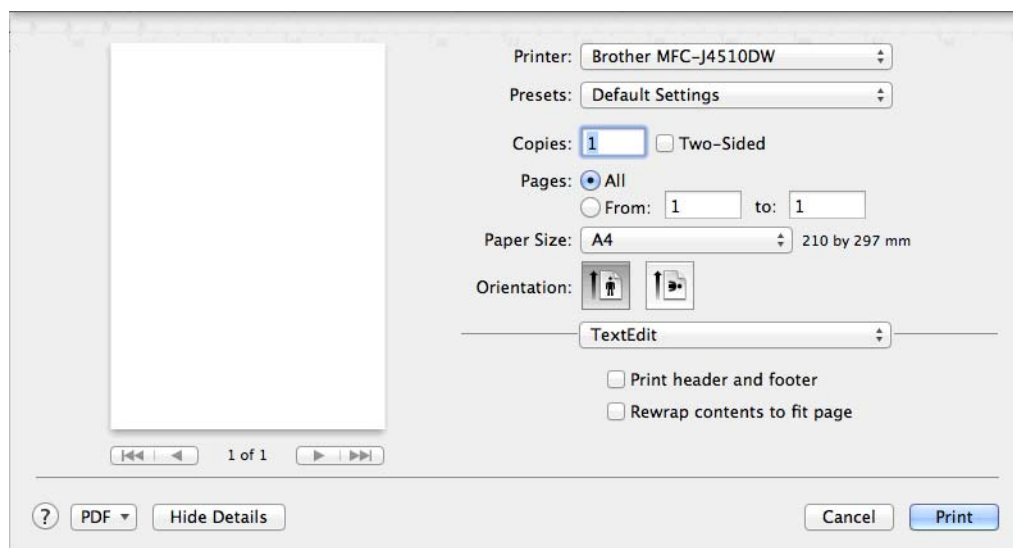 Printer: Brother MFC-J4510DW
Presets: Default Settings
Copies: 1 Two-Sided
Pages: All
From: 1 to: 1
Paper Size: A4 210 by 297 mm
Orientation:
TextEdit
Print header and footer
Rewrap contents to fit page
1 of 1
? PDF Hide Details Cancel Print